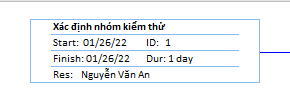 Xác định nhóm kiểm thử
Start: 01/26/22 ID: 1
Finish: 01/26/22 Dur: 1 day
Res: Nguyễn Văn An